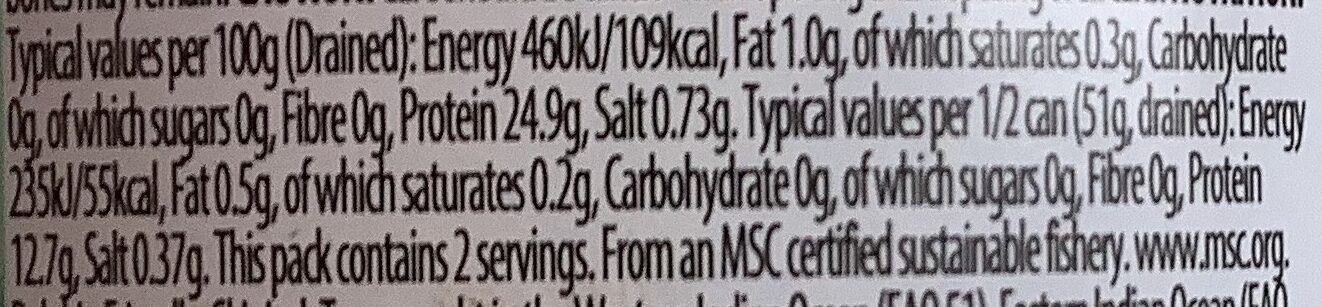 Typical values per 100g (Drained): Energy 460kJ/109kcal, Fat 1.0g, of which saturates 0.3g, Carbohydrate
0g, of which sugars 0g, Fibre 0g, Protein 24.9g, Salt 0.73g. Typical values per 1/2 can (51g, drained): Energy
235kJ/55kcal, Fat 0.5g, of which saturates 0.2g, Carbohydrate 0g, of which sugars 0g, Fibre 0g, Protein
12.7g, Salt 0.37g. This pack contains 2 servings. From an MSC certified sustainable fishery. www.msc.org.